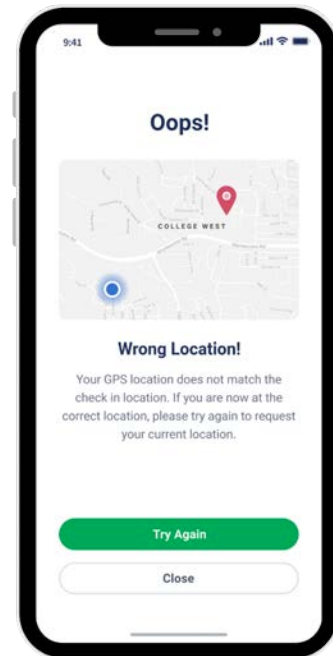 9:41
Oops!
COLLEGE WEST
Wrong Location!
Your GPS location does not match the
check in location. If you are now at the
correct location, please try again to request
your current location.
Try Again
Close